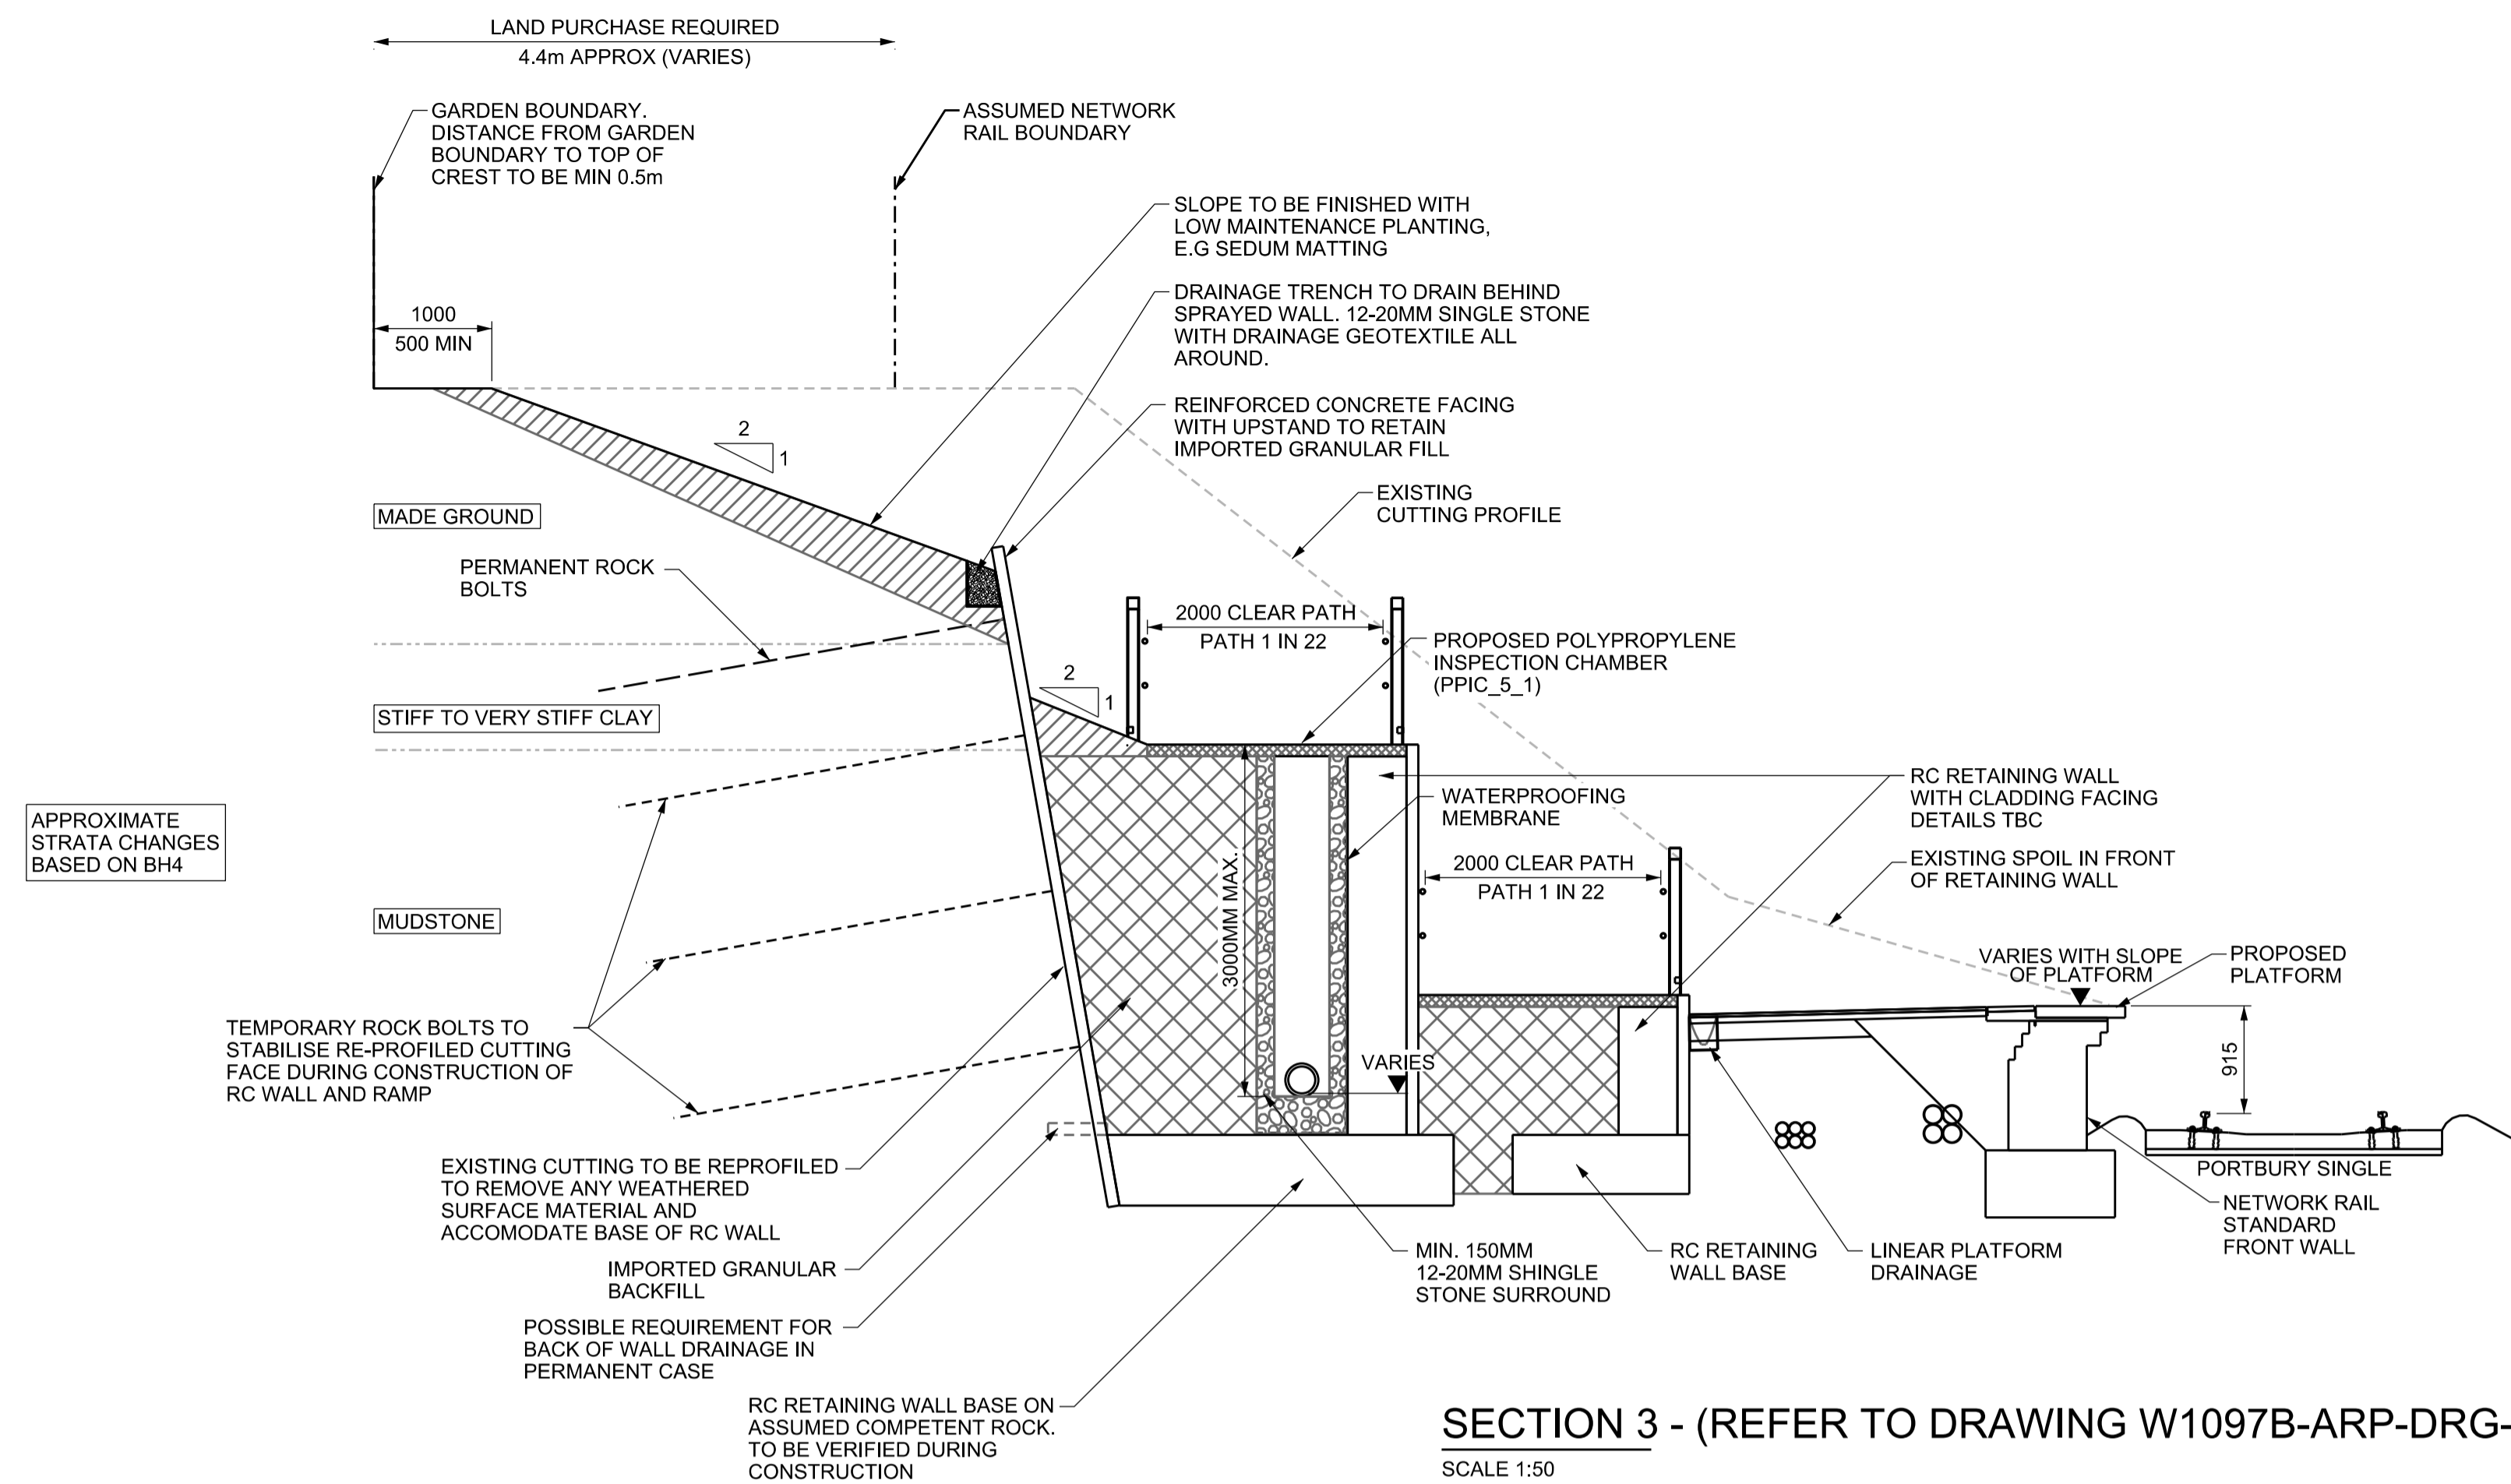 LAND PURCHASE REQUIRED
4.4m APPROX (VARIES)
GARDEN BOUNDARY.
DISTANCE FROM GARDEN
BOUNDARY TO TOP OF
CREST TO BE MIN 0.5m
ASSUMED NETWORK
RAIL BOUNDARY
SLOPE TO BE FINISHED WITH
LOW MAINTENANCE PLANTING,
E.G SEDUM MATTING
DRAINAGE TRENCH TO DRAIN BEHIND
SPRAYED WALL. 12-20MM SINGLE STONE
WITH DRAINAGE GEOTEXTILE ALL
AROUND.
1000
500 MIN
REINFORCED CONCRETE FACING
WITH UPSTAND TO RETAIN
IMPORTED GRANULAR FILL
2
1
EXISTING
CUTTING PROFILE
MADE GROUND
PERMANENT ROCK
BOLTS
2000 CLEAR PATH
PATH 1 IN 22
PROPOSED POLYPROPYLENE
INSPECTION CHAMBER
(PPIC_5_1)
2
1
STIFF TO VERY STIFF CLAY
RC RETAINING WALL
WITH CLADDING FACING
DETAILS TBC
WATERPROOFING
MEMBRANE
APPROXIMATE
STRATA CHANGES
BASED ON BH4
EXISTING SPOIL IN FRONT
OF RETAINING WALL
2000 CLEAR PATH
PATH 1 IN 22
3000MM MAX.
MUDSTONE
VARIES WITH SLOPE
OF PLATFORM
PROPOSED
PLATFORM
TEMPORARY ROCK BOLTS TO
STABILISE RE-PROFILED CUTTING
FACE DURING CONSTRUCTION OF
RC WALL AND RAMP
VARIES
915
EXISTING CUTTING TO BE REPROFILED
TO REMOVE ANY WEATHERED
SURFACE MATERIAL AND
ACCOMODATE BASE OF RC WALL
PORTBURY SINGLE
NETWORK RAIL
STANDARD
FRONT WALL
IMPORTED GRANULAR
BACKFILL
MIN. 150MM
12-20MM SHINGLE
STONE SURROUND
RC RETAINING
WALL BASE
LINEAR PLATFORM
DRAINAGE
POSSIBLE REQUIREMENT FOR
BACK OF WALL DRAINAGE IN
PERMANENT CASE
RC RETAINING WALL BASE ON
ASSUMED COMPETENT ROCK.
TO BE VERIFIED DURING
CONSTRUCTION
SECTION 3 - (REFER TO DRAWING W1097B-ARP-DRG-
SCALE 1:50